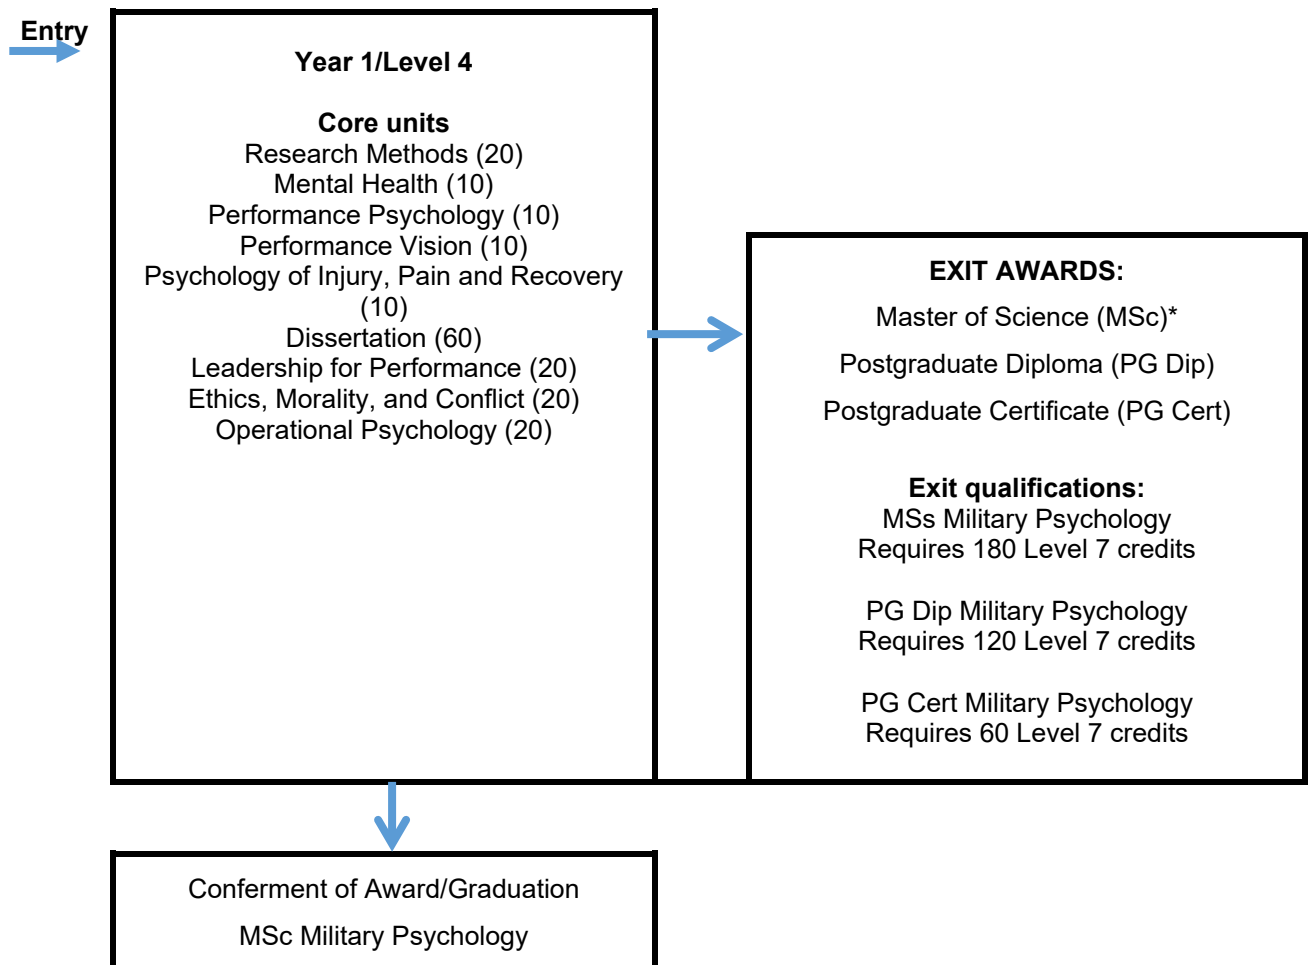 Entry
Year 1/Level 4
Core units
Research Methods (20)
Mental Health (10)
Performance Psychology (10)
Performance Vision (10)
Psychology of Injury, Pain and Recovery
(10)
Dissertation (60)
Leadership for Performance (20)
Ethics, Morality, and Conflict (20)
Operational Psychology (20)
EXIT AWARDS:
Master of Science (MSc)*
Postgraduate Diploma (PG Dip)
Postgraduate Certificate (PG Cert)
Exit qualifications:
MSs Military Psychology
Requires 180 Level 7 credits
PG Dip Military Psychology
Requires 120 Level 7 credits
PG Cert Military Psychology
Requires 60 Level 7 credits
Conferment of Award/Graduation
MSc Military Psychology